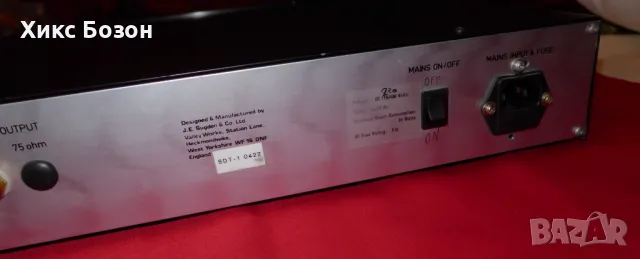 Хикс Бозон
OUTPUT
75 ohm
Designed & Manufactured by
J.E. Sugden & Co. Ltd
Valley Works, Station Lane,
Heckmondwike,
West Yorkshire WF16 0NF
England
SDT-1 0427
MAINS ON/OFF
OFF
ON
MAINS INPUT & FUSE
BAZAR